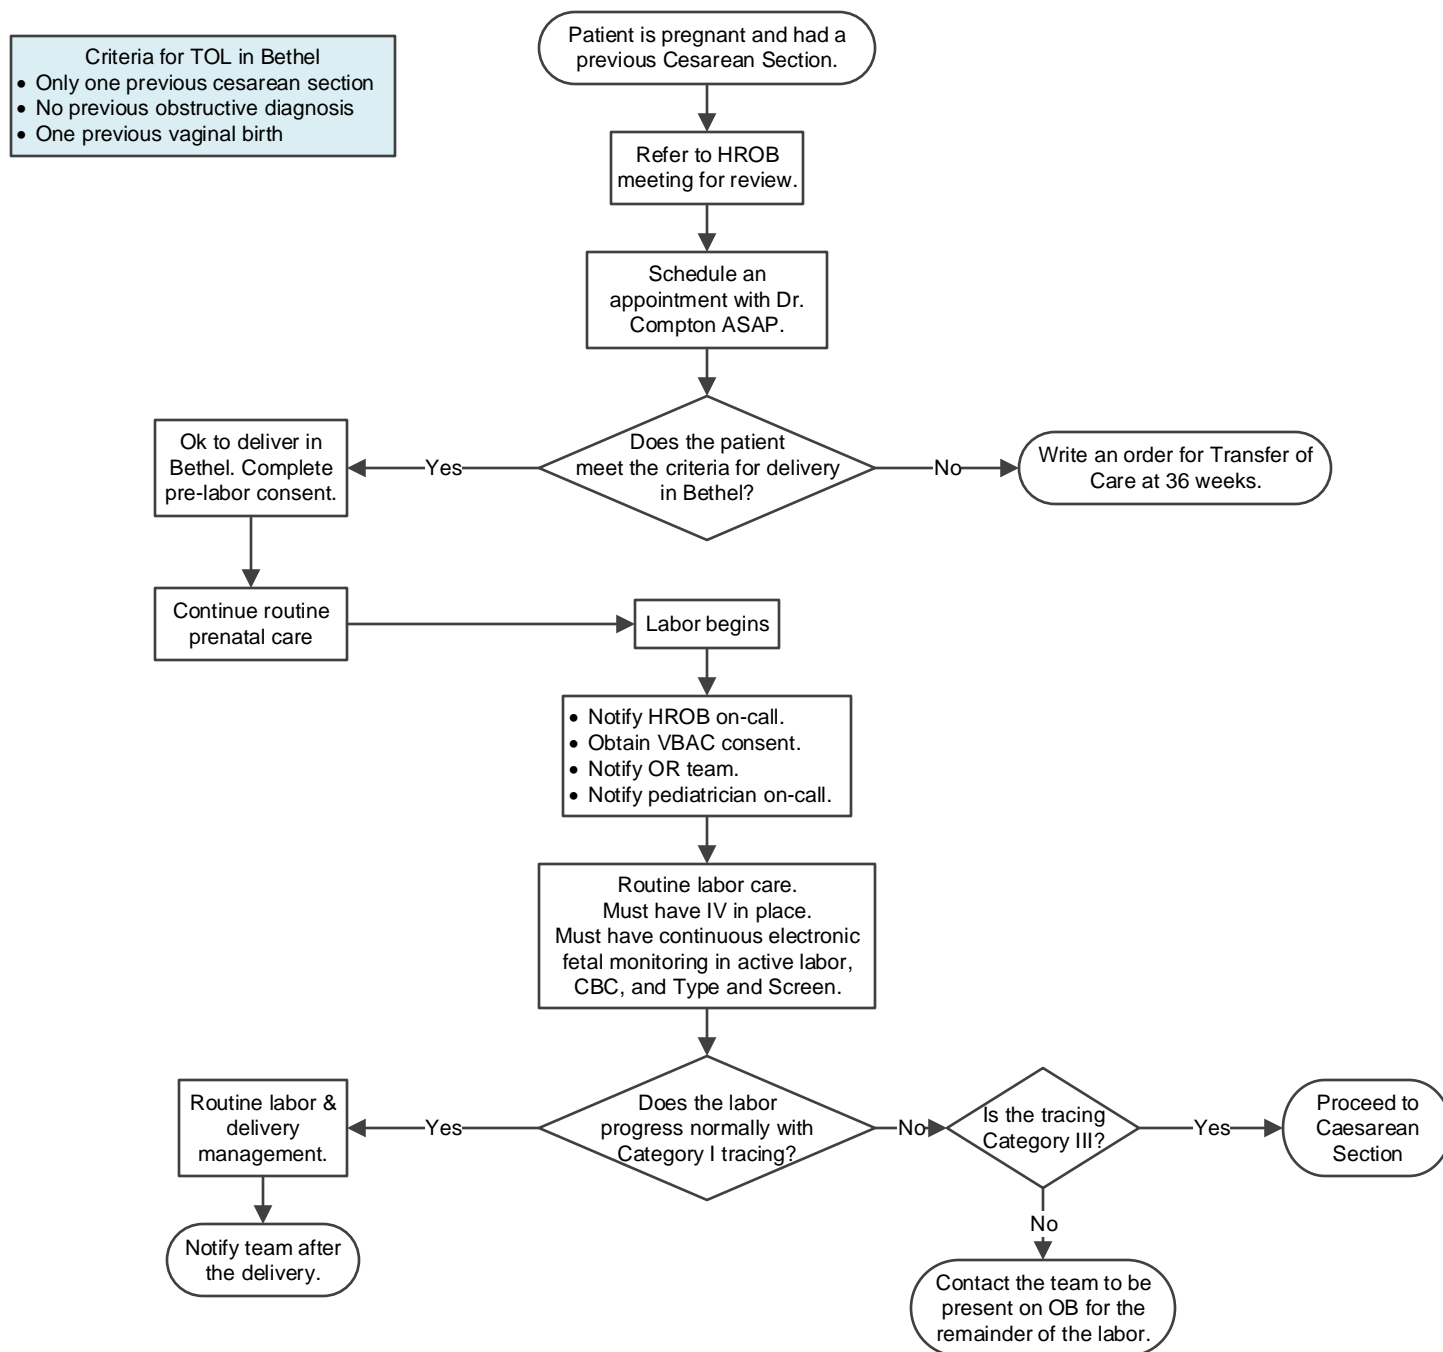 Criteria for TOL in Bethel
• Only one previous cesarean section
• No previous obstructive diagnosis
• One previous vaginal birth
Patient is pregnant and had a
previous Cesarean Section.
Refer to HROB
meeting for review.
Schedule an
appointment with Dr.
Compton ASAP.
Does the patient
meet the criteria for delivery
in Bethel?
Yes
No
Ok to deliver in
Bethel. Complete
pre-labor consent.
Write an order for Transfer of
Care at 36 weeks.
Continue routine
prenatal care
Labor begins
• Notify HROB on-call.
• Obtain VBAC consent.
• Notify OR team.
• Notify pediatrician on-call.
Routine labor care.
Must have IV in place.
Must have continuous electronic
fetal monitoring in active labor,
CBC, and Type and Screen.
Does the labor
progress normally with
Category I tracing?
Yes
No
Routine labor &
delivery
management.
Notify team after
the delivery.
Is the tracing
Category III?
Yes
No
Proceed to
Caesarean
Section
Contact the team to be
present on OB for the
remainder of the labor.